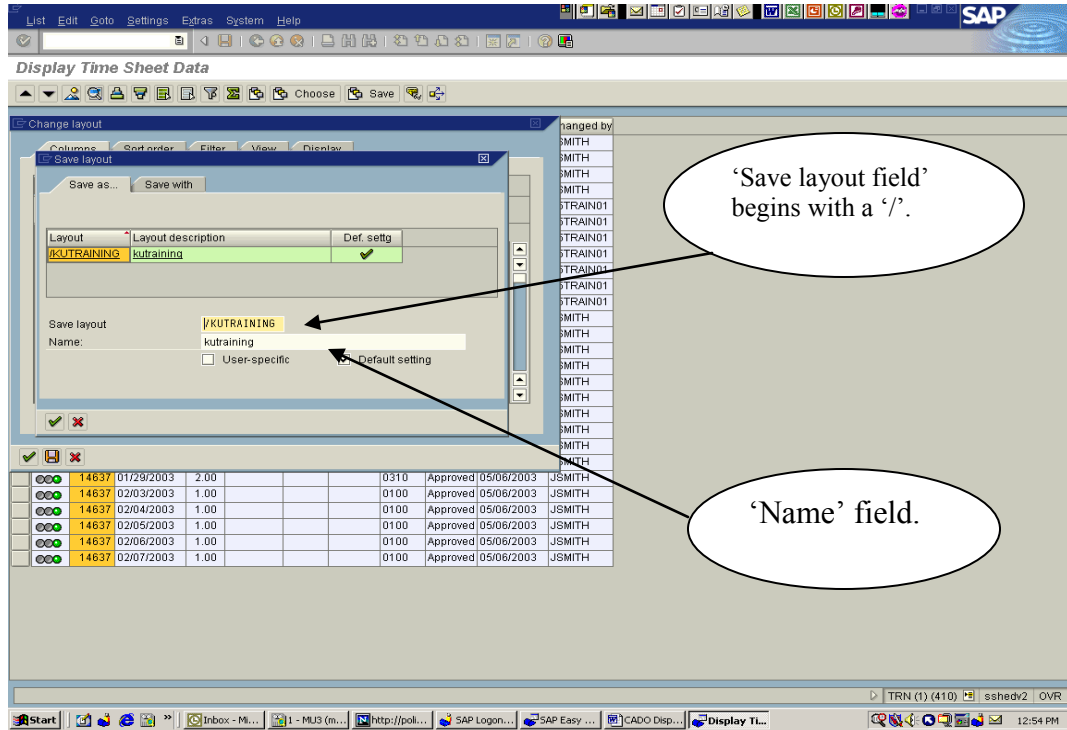 List Edit Goto Settings Extras System Help
SAP
Display Time Sheet Data
Choose Save
Change layout
Columns Sort order Filter View Display
Save layout
Save as... Save with
Layout Layout description Def. settg
/KUTRAINING kutraining
Save layout /KUTRAINING
Name: kutraining
User-specific Default setting
hanged by
SMITH
SMITH
SMITH
SMITH
STRAIN01
STRAIN01
STRAIN01
STRAIN01
STRAIN01
STRAIN01
STRAIN01
SMITH
SMITH
SMITH
SMITH
SMITH
SMITH
SMITH
SMITH
SMITH
SMITH
14637 01/29/2003 2.00 0310 Approved 05/06/2003 JSMITH
14637 02/03/2003 1.00 0100 Approved 05/06/2003 JSMITH
14637 02/04/2003 1.00 0100 Approved 05/06/2003 JSMITH
14637 02/05/2003 1.00 0100 Approved 05/06/2003 JSMITH
14637 02/06/2003 1.00 0100 Approved 05/06/2003 JSMITH
14637 02/07/2003 1.00 0100 Approved 05/06/2003 JSMITH
‘Save layout field’
begins with a ‘/’.
‘Name’ field.
TRN (1) (410) sshedv2 OVR
Start Inbox - Mi... 1 - MU3 (m... http://poli... SAP Logon... SAP Easy ... CADO Disp... Display Ti... 12:54 PM